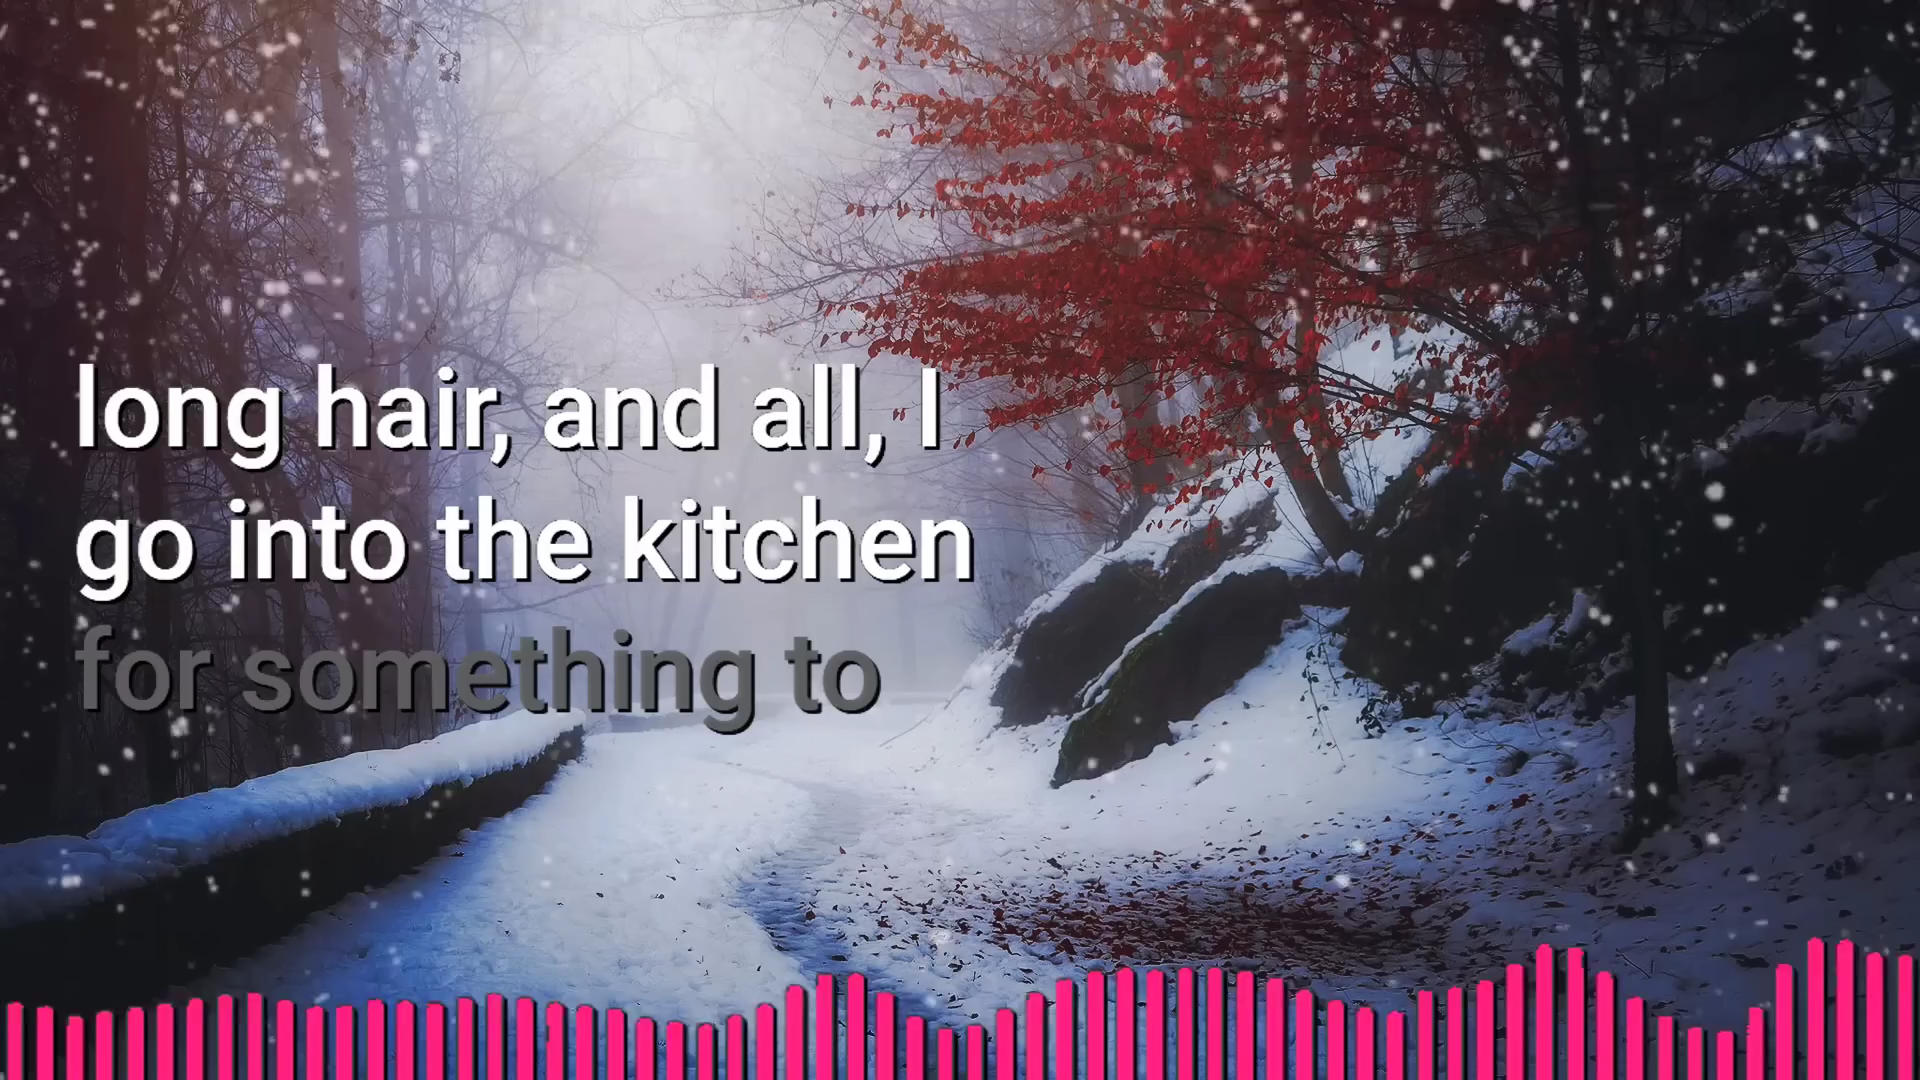 long hair, and all, I
go into the kitchen
for something to